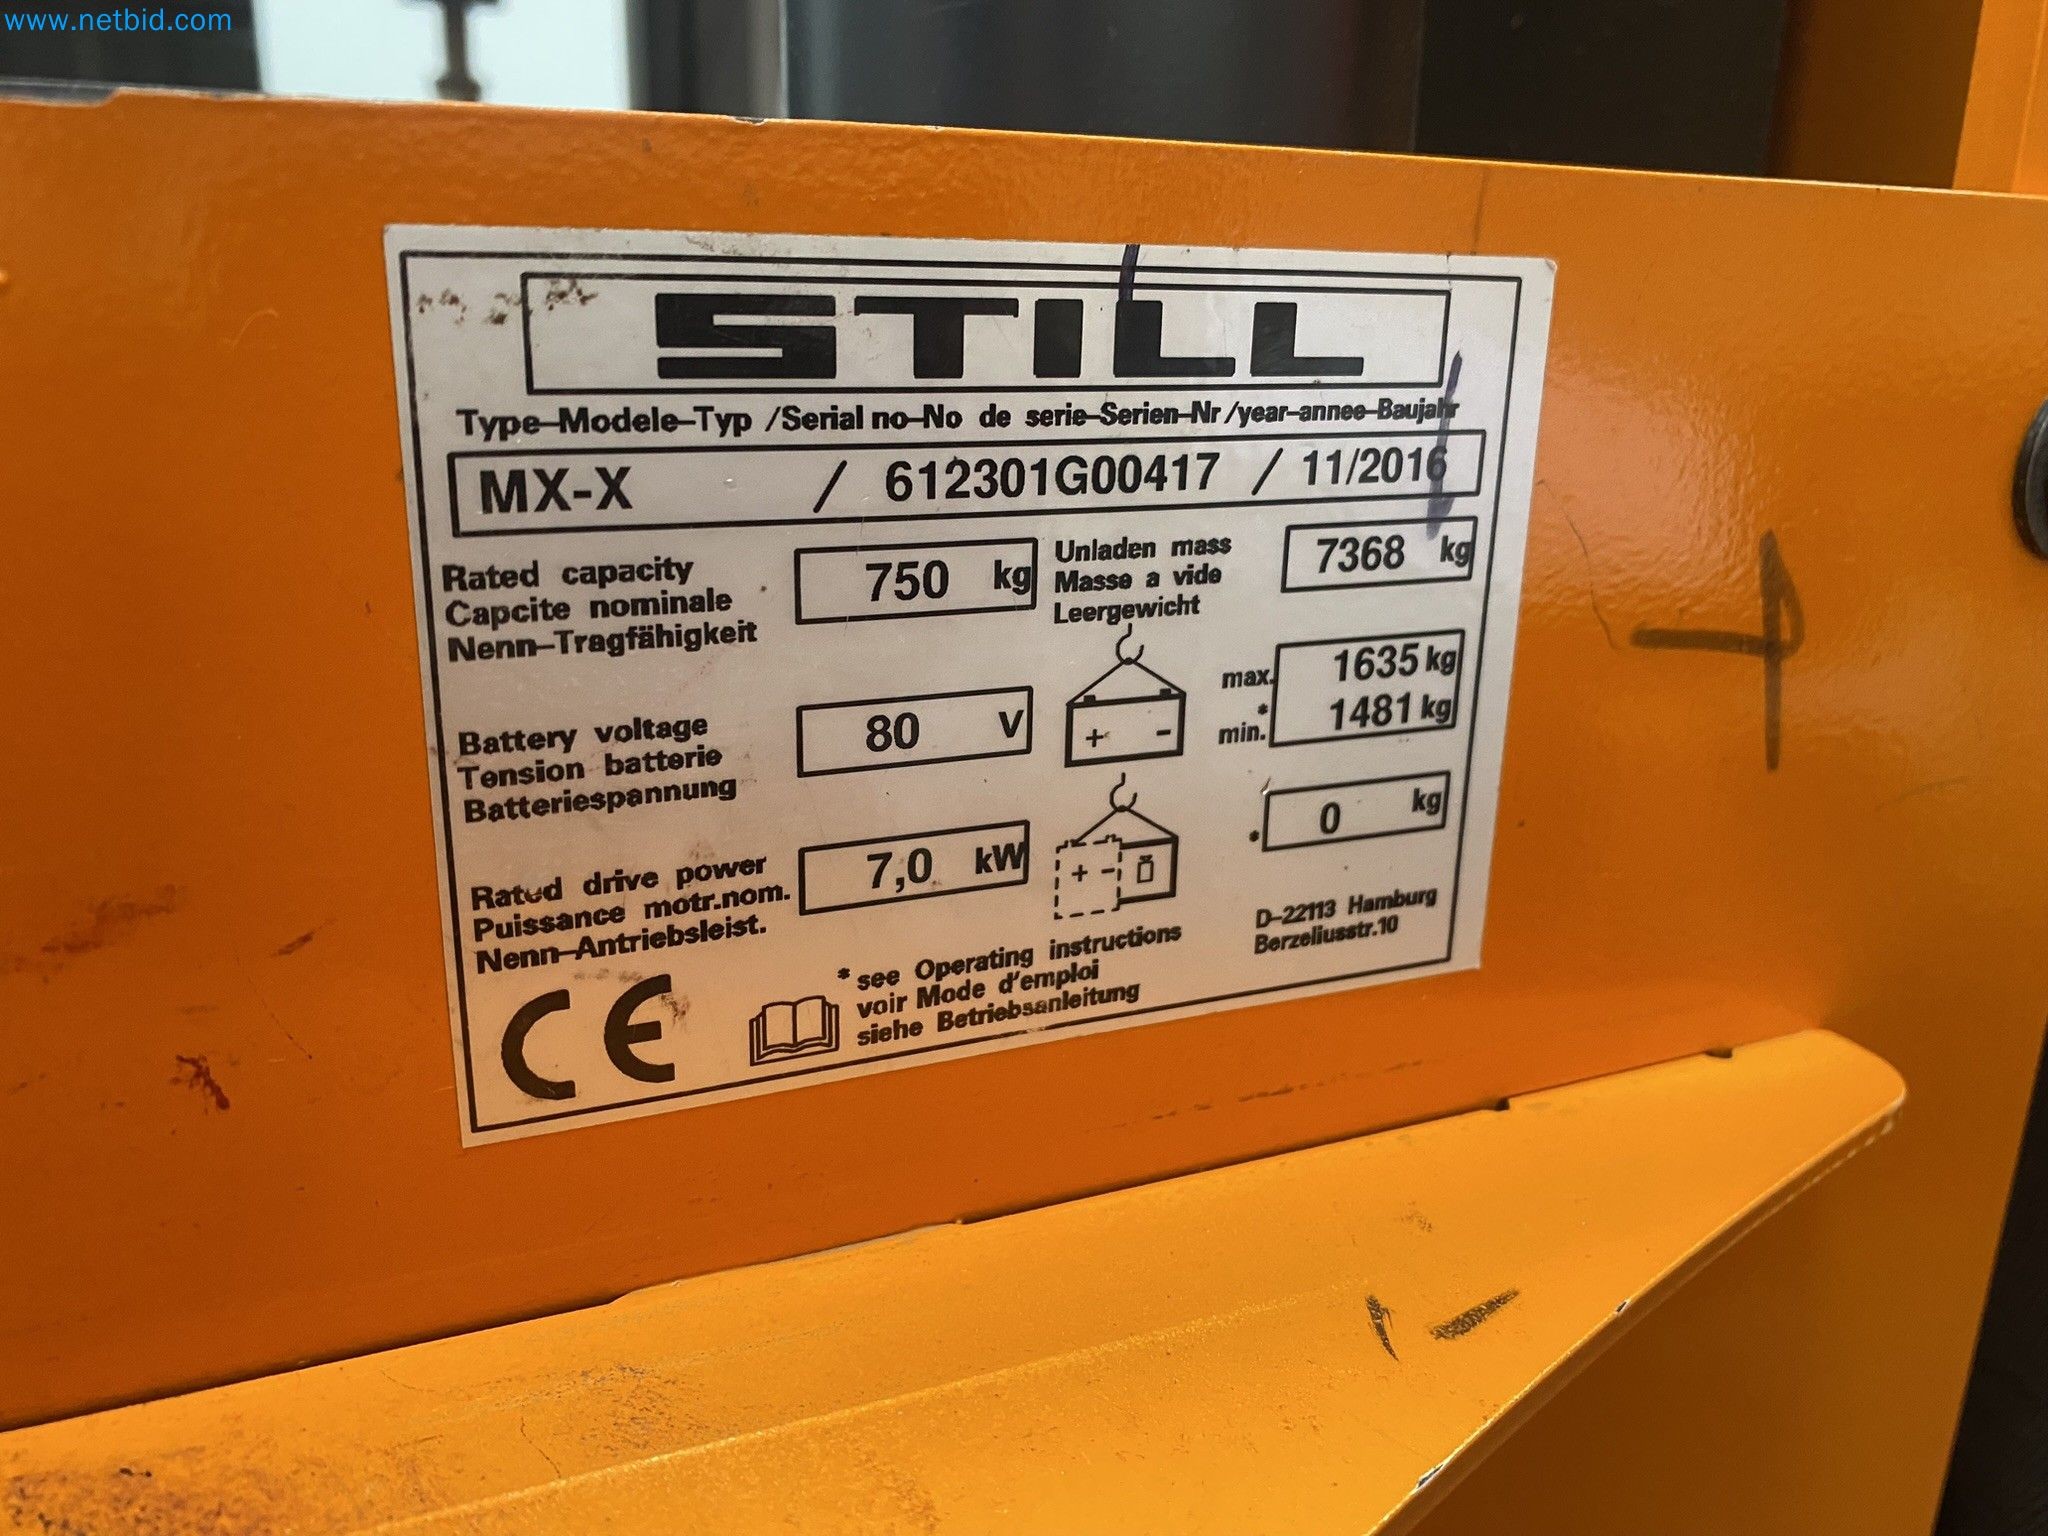 www.netbid.com
STILL
Type-Modele-Typ /Serial no-No de serie-Serien-Nr /year-annee-Baujahr
MX-X / 612301G00417 / 11/2016
Rated capacity
Capcite nominale
Nenn-Tragfähigkeit
750 kg
Unladen mass
Masse a vide
Leergewicht
7368 kg
Battery voltage
Tension batterie
Batteriespannung
80 V
+ -
max. 1635 kg
min.* 1481 kg
Rated drive power
Puissance motr.nom.
Nenn-Antriebsleist.
7,0 kW
+ -
* 0 kg
D-22113 Hamburg
Berzeliusstr.10
CE
* see Operating instructions
voir Mode d'emploi
siehe Betriebsanleitung